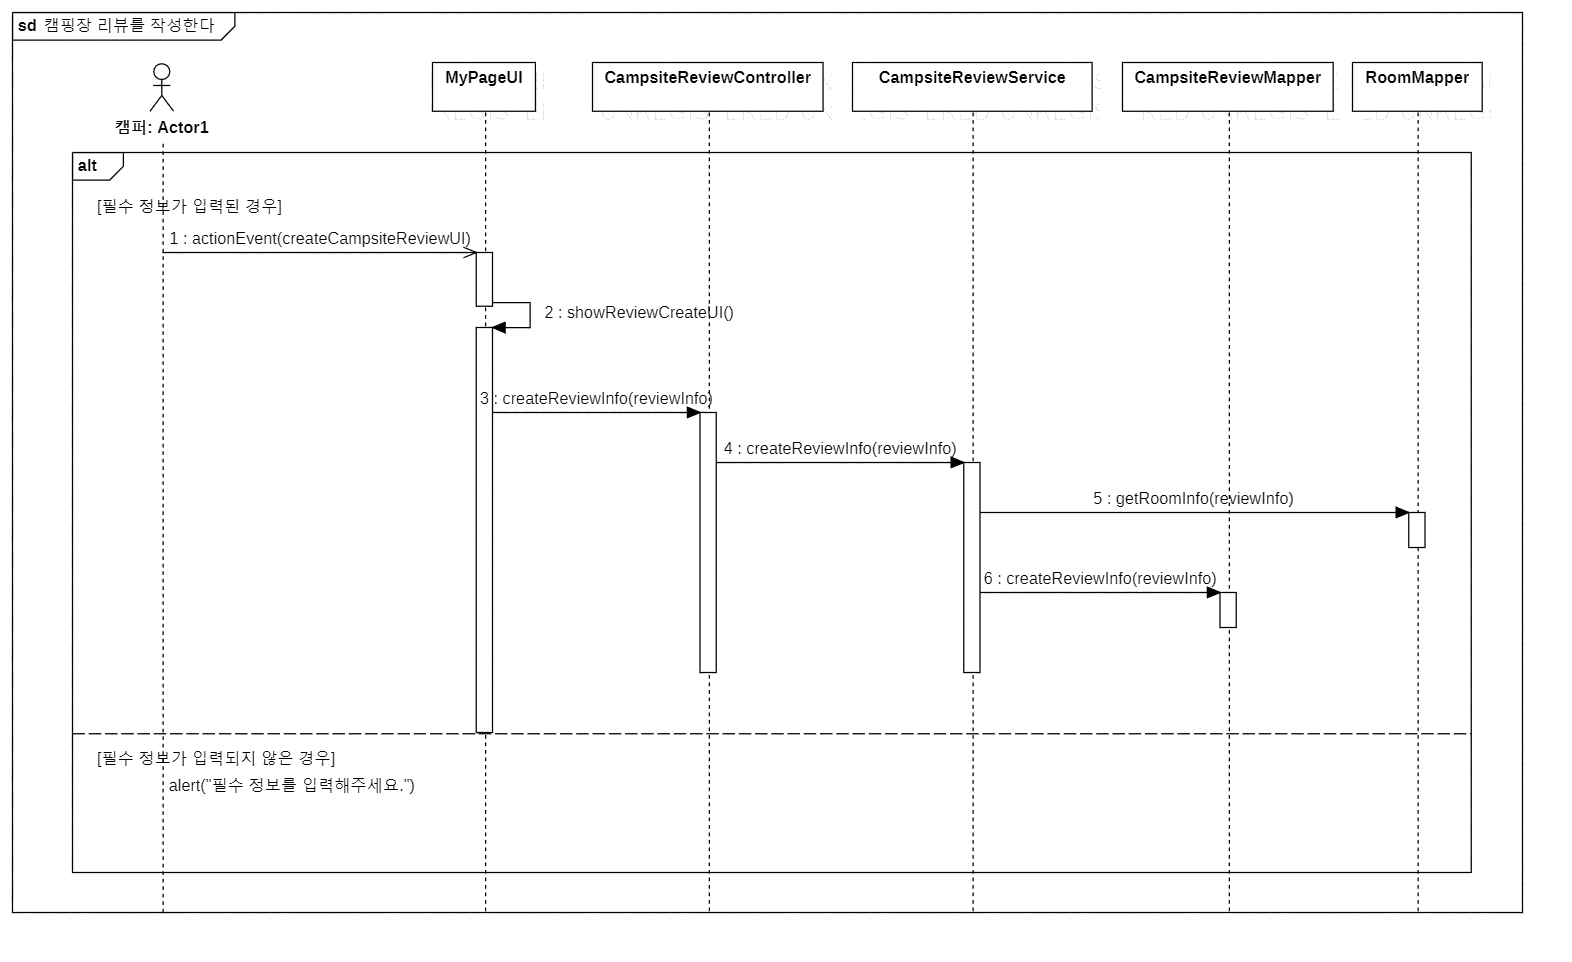 sd 캠핑장 리뷰를 작성한다
캠퍼: Actor1
MyPageUI
CampsiteReviewController
CampsiteReviewService
CampsiteReviewMapper
RoomMapper
alt
[필수 정보가 입력된 경우]
1 : actionEvent(createCampsiteReviewUI)
2 : showReviewCreateUI()
3 : createReviewInfo(reviewInfo)
4 : createReviewInfo(reviewInfo)
5 : getRoomInfo(reviewInfo)
6 : createReviewInfo(reviewInfo)
[필수 정보가 입력되지 않은 경우]
alert("필수 정보를 입력해주세요.")